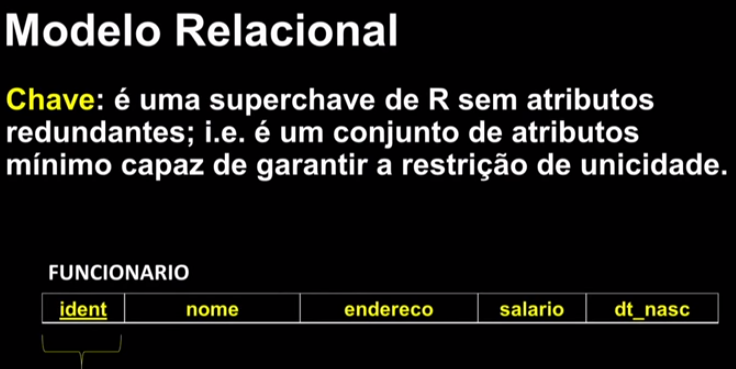 Modelo Relacional
Chave: é uma superchave de R sem atributos
redundantes; i.e. é um conjunto de atributos
mínimo capaz de garantir a restrição de unicidade.
FUNCIONARIO
ident nome endereco salario dt_nasc